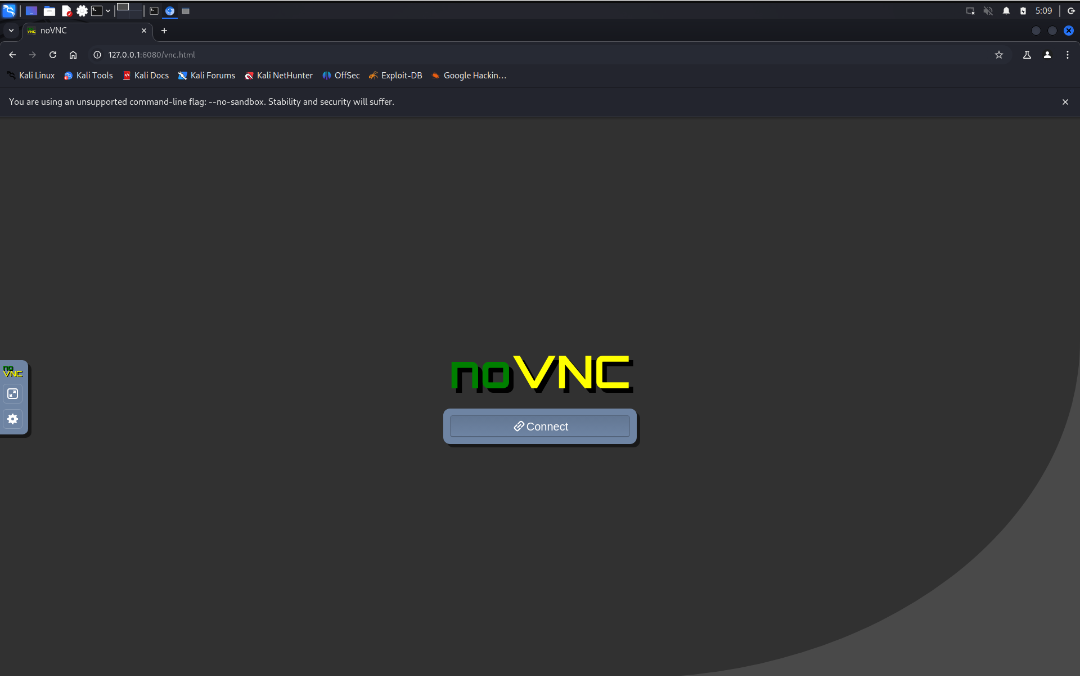 5:09
noVNC
127.0.0.1:6080/vnc.html
Kali Linux Kali Tools Kali Docs Kali Forums Kali NetHunter OffSec Exploit-DB Google Hackin...
You are using an unsupported command-line flag: --no-sandbox. Stability and security will suffer.
noVNC
no
VNC
Connect